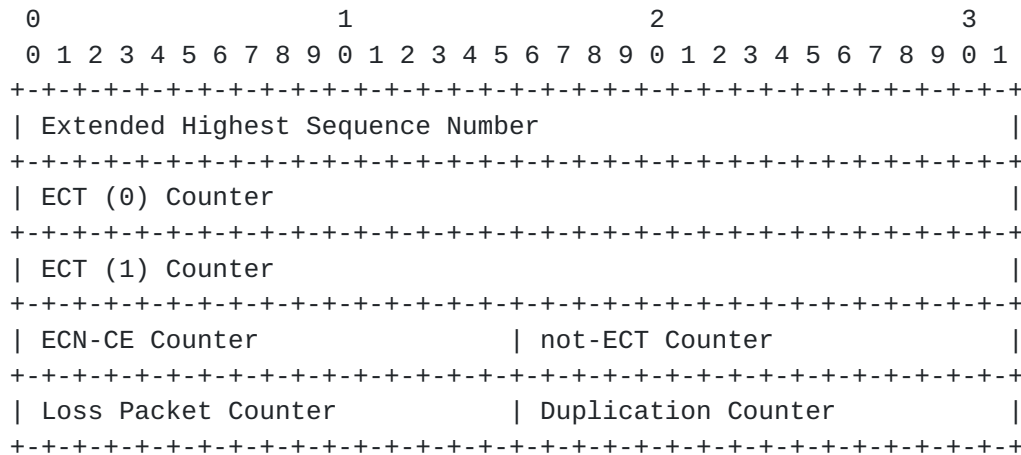 0                   1                   2                   3
 0 1 2 3 4 5 6 7 8 9 0 1 2 3 4 5 6 7 8 9 0 1 2 3 4 5 6 7 8 9 0 1
+-+-+-+-+-+-+-+-+-+-+-+-+-+-+-+-+-+-+-+-+-+-+-+-+-+-+-+-+-+-+-+-+
| Extended Highest Sequence Number                              |
+-+-+-+-+-+-+-+-+-+-+-+-+-+-+-+-+-+-+-+-+-+-+-+-+-+-+-+-+-+-+-+-+
| ECT (0) Counter                                               |
+-+-+-+-+-+-+-+-+-+-+-+-+-+-+-+-+-+-+-+-+-+-+-+-+-+-+-+-+-+-+-+-+
| ECT (1) Counter                                               |
+-+-+-+-+-+-+-+-+-+-+-+-+-+-+-+-+-+-+-+-+-+-+-+-+-+-+-+-+-+-+-+-+
| ECN-CE Counter                | not-ECT Counter               |
+-+-+-+-+-+-+-+-+-+-+-+-+-+-+-+-+-+-+-+-+-+-+-+-+-+-+-+-+-+-+-+-+
| Loss Packet Counter           | Duplication Counter           |
+-+-+-+-+-+-+-+-+-+-+-+-+-+-+-+-+-+-+-+-+-+-+-+-+-+-+-+-+-+-+-+-+